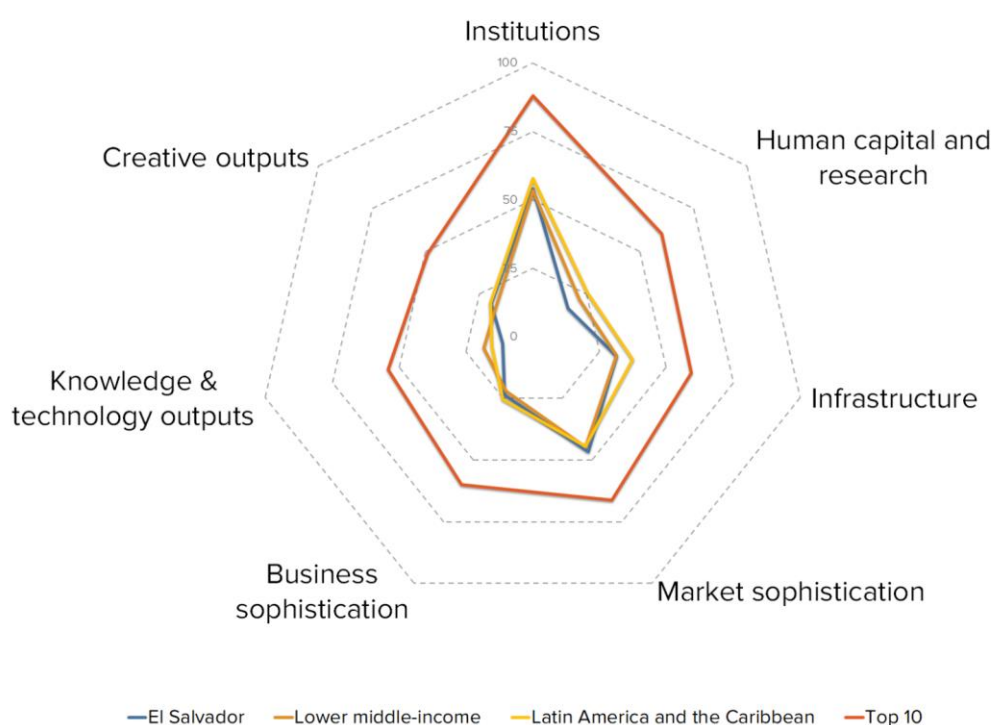 Institutions
100
Human capital and
research
Creative outputs
75
50
25
0
Knowledge &
technology outputs
Infrastructure
Business
sophistication
Market sophistication
El Salvador
Lower middle-income
Latin America and the Caribbean
Top 10